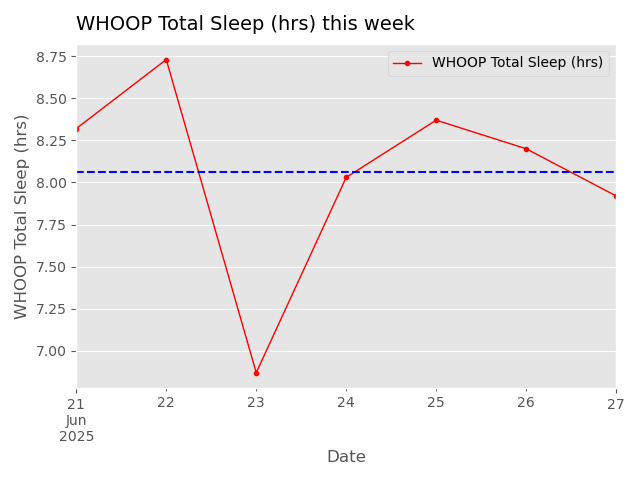 WHOOP Total Sleep (hrs) this week
WHOOP Total Sleep (hrs)
WHOOP Total Sleep (hrs)
8.75
8.50
8.25
8.00
7.75
7.50
7.25
7.00
21 22 23 24 25 26 27
Jun
2025
Date